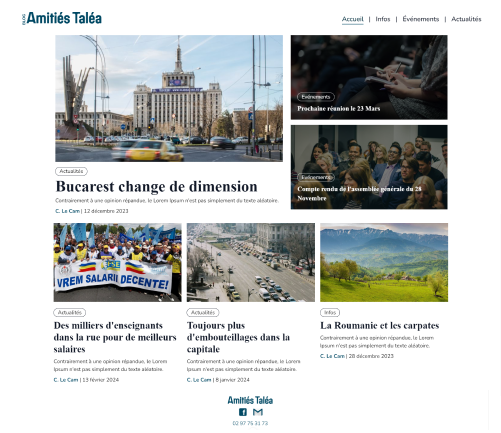 BLOG Amitiés Taléa
Accueil | Infos | Événements | Actualités
Actualités
Bucarest change de dimension
Contrairement à une opinion répandue, le Lorem Ipsum n'est pas simplement du texte aléatoire.
C. Le Cam | 12 décembre 2023
Evénements
Prochaine réunion le 23 Mars
Evénements
Compte rendu de l'assemblée générale du 28
Novembre
VREM SALARII DECENTE!
Actualités
Des milliers d'enseignants
dans la rue pour de meilleurs
salaires
Contrairement à une opinion répandue, le Lorem
Ipsum n'est pas simplement du texte aléatoire.
C. Le Cam | 13 février 2024
Actualités
Toujours plus
d'embouteillages dans la
capitale
Contrairement à une opinion répandue, le Lorem
Ipsum n'est pas simplement du texte aléatoire.
C. Le Cam | 8 janvier 2024
Infos
La Roumanie et les carpates
Contrairement à une opinion répandue, le Lorem
Ipsum n'est pas simplement du texte aléatoire.
C. Le Cam | 28 décembre 2023
Amitiés Taléa
02 97 75 31 73